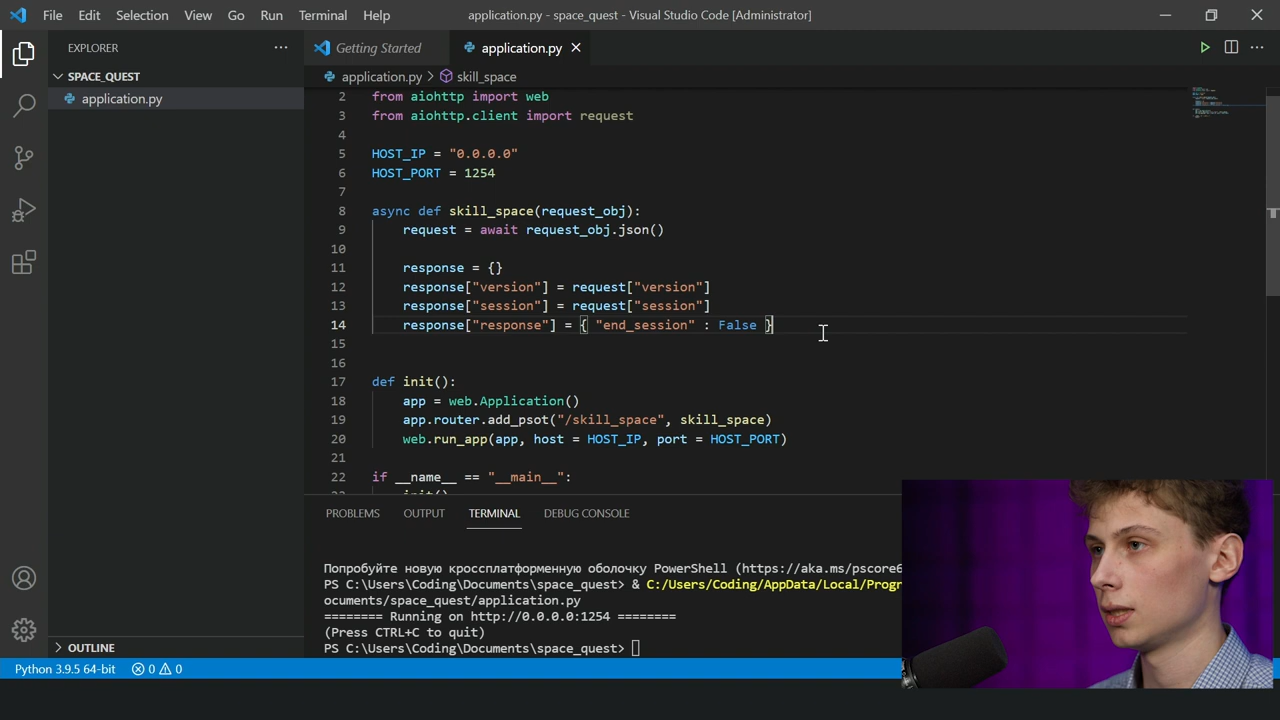 File Edit Selection View Go Run Terminal Help
application.py - space_quest - Visual Studio Code [Administrator]
EXPLORER
SPACE_QUEST
application.py
Getting Started
application.py
application.py > skill_space
2 from aiohttp import web
3 from aiohttp.client import request
4
5 HOST_IP = "0.0.0.0"
6 HOST_PORT = 1254
7
8 async def skill_space(request_obj):
9 request = await request_obj.json()
10
11 response = {}
12 response["version"] = request["version"]
13 response["session"] = request["session"]
14 response["response"] = { "end_session" : False }
15
16
17 def init():
18 app = web.Application()
19 app.router.add_psot("/skill_space", skill_space)
20 web.run_app(app, host = HOST_IP, port = HOST_PORT)
21
22 if __name__ == "__main__":
23 init()
PROBLEMS OUTPUT TERMINAL DEBUG CONSOLE
Попробуйте новую кроссплатформенную оболочку PowerShell (https://aka.ms/pscore6
PS C:\Users\Coding\Documents\space_quest> & C:/Users/Coding/AppData/Local/Progr
ocuments/space_quest/application.py
======== Running on http://0.0.0.0:1254 ========
(Press CTRL+C to quit)
PS C:\Users\Coding\Documents\space_quest>
OUTLINE
Python 3.9.5 64-bit 0 0